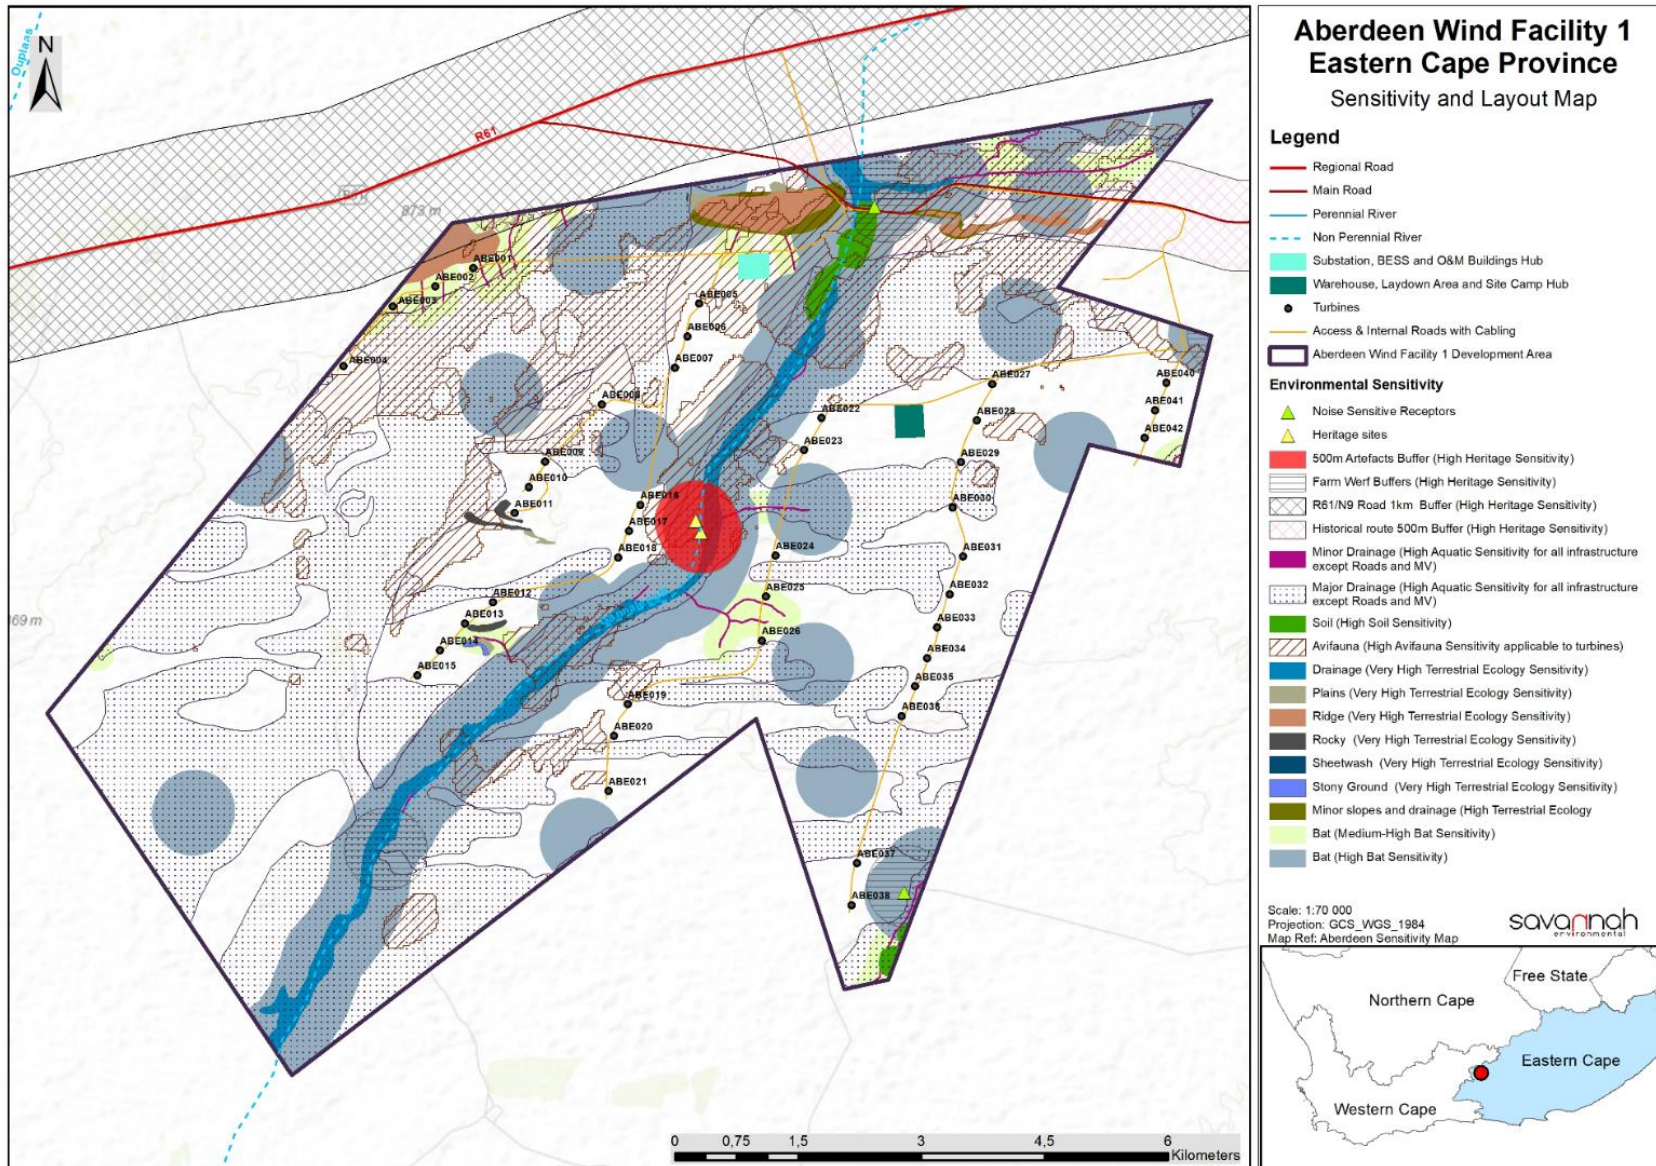 Aberdeen Wind Facility 1
Eastern Cape Province
Sensitivity and Layout Map
Legend
Regional Road
Main Road
Perennial River
Non Perennial River
Substation, BESS and O&M Buildings Hub
Warehouse, Laydown Area and Site Camp Hub
Turbines
Access & Internal Roads with Cabling
Aberdeen Wind Facility 1 Development Area
Environmental Sensitivity
Noise Sensitive Receptors
Heritage sites
500m Artefacts Buffer (High Heritage Sensitivity)
Farm Werf Buffers (High Heritage Sensitivity)
R61/N9 Road 1km Buffer (High Heritage Sensitivity)
Historical route 500m Buffer (High Heritage Sensitivity)
Minor Drainage (High Aquatic Sensitivity for all infrastructure
except Roads and MV)
Major Drainage (High Aquatic Sensitivity for all infrastructure
except Roads and MV)
Soil (High Soil Sensitivity)
Avifauna (High Avifauna Sensitivity applicable to turbines)
Drainage (Very High Terrestrial Ecology Sensitivity)
Plains (Very High Terrestrial Ecology Sensitivity)
Ridge (Very High Terrestrial Ecology Sensitivity)
Rocky (Very High Terrestrial Ecology Sensitivity)
Sheetwash (Very High Terrestrial Ecology Sensitivity)
Stony Ground (Very High Terrestrial Ecology Sensitivity)
Minor slopes and drainage (High Terrestrial Ecology
Bat (Medium-High Bat Sensitivity)
Bat (High Bat Sensitivity)
Scale: 1:70 000
Projection: GCS_WGS_1984
Map Ref: Aberdeen Sensitivity Map
savannah
environmental
Free State
Northern Cape
Eastern Cape
Western Cape
N
Ouplaas
R61
873 m
869 m
ABE001
ABE002
ABE003
ABE004
ABE005
ABE006
ABE007
ABE008
ABE009
ABE010
ABE011
ABE012
ABE013
ABE014
ABE015
ABE016
ABE017
ABE018
ABE019
ABE020
ABE021
ABE022
ABE023
ABE024
ABE025
ABE026
ABE027
ABE028
ABE029
ABE030
ABE031
ABE032
ABE033
ABE034
ABE035
ABE036
ABE037
ABE038
ABE040
ABE041
ABE042
0 0,75 1,5 3 4,5 6
Kilometers